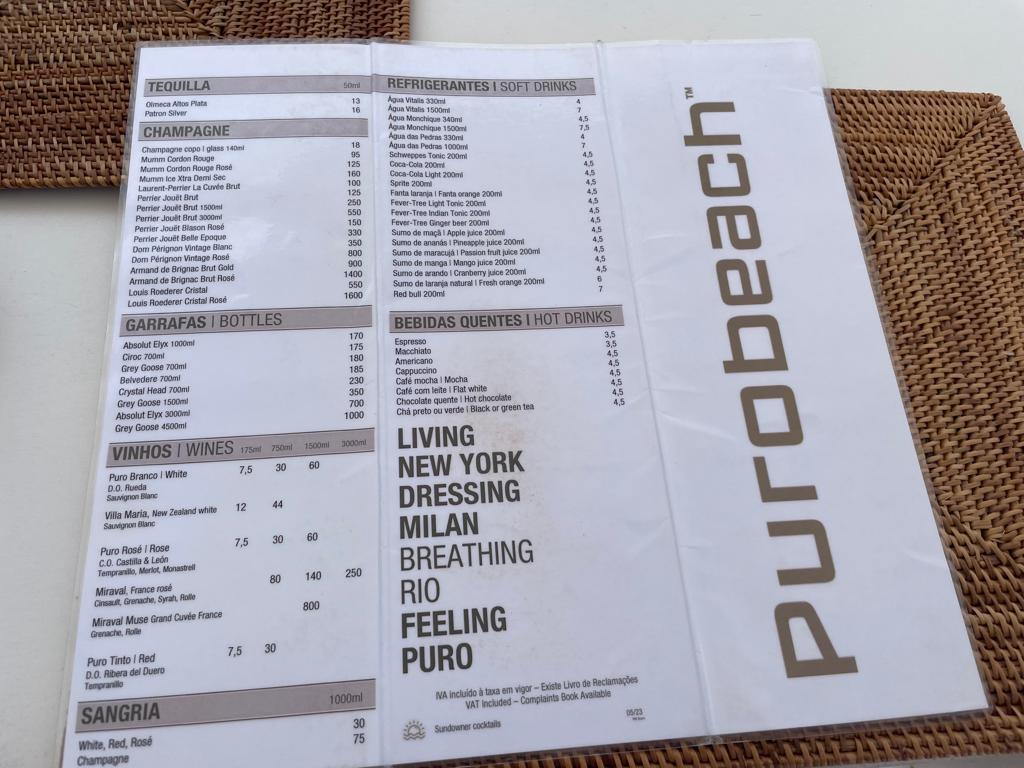 TEQUILLA 50ml
Olmeca Altos Plata 13
Patron Silver 16
CHAMPAGNE
Champagne copo | glass 140ml 18
Mumm Cordon Rouge 95
Mumm Cordon Rouge Rosé 125
Mumm Ice Xtra Demi Sec 160
Laurent-Perrier La Cuvée Brut 100
Perrier Jouët Brut 125
Perrier Jouët Brut 1500ml 250
Perrier Jouët Brut 3000ml 550
Perrier Jouët Blason Rosé 150
Perrier Jouët Belle Epoque 330
Dom Pérignon Vintage Blanc 350
Dom Pérignon Vintage Rosé 800
Armand de Brignac Brut Gold 900
Armand de Brignac Brut Rosé 1400
Louis Roederer Cristal 550
Louis Roederer Cristal Rosé 1600
GARRAFAS | BOTTLES
Absolut Elyx 1000ml 170
Ciroc 700ml 175
Grey Goose 700ml 180
Belvedere 700ml 185
Crystal Head 700ml 230
Grey Goose 1500ml 350
Absolut Elyx 3000ml 700
Grey Goose 4500ml 1000
VINHOS | WINES 175ml 750ml 1500ml 3000ml
Puro Branco | White 7,5 30 60
D.O. Rueda
Sauvignon Blanc
Villa Maria, New Zealand white 12 44
Sauvignon Blanc
Puro Rosé | Rose 7,5 30 60
C.O. Castilla & León
Tempranillo, Merlot, Monastrell
Miraval, France rosé 80 140 250
Cinsault, Grenache, Syrah, Rolle
Miraval Muse Grand Cuvée France 800
Grenache, Rolle
Puro Tinto | Red 7,5 30
D.O. Ribera del Duero
Tempranillo
SANGRIA 1000ml
White, Red, Rosé 30
Champagne 75
REFRIGERANTES | SOFT DRINKS
Água Vitalis 330ml 4
Água Vitalis 1500ml 7
Água Monchique 340ml 4,5
Água Monchique 1500ml 7,5
Água das Pedras 330ml 4
Água das Pedras 1000ml 7
Schweppes Tonic 200ml 4,5
Coca-Cola 200ml 4,5
Coca-Cola Light 200ml 4,5
Sprite 200ml 4,5
Fanta laranja | Fanta orange 200ml 4,5
Fever-Tree Light Tonic 200ml 4,5
Fever-Tree Indian Tonic 200ml 4,5
Fever-Tree Ginger beer 200ml 4,5
Sumo de maçã | Apple juice 200ml 4,5
Sumo de ananás | Pineapple juice 200ml 4,5
Sumo de maracujá | Passion fruit juice 200ml 4,5
Sumo de manga | Mango juice 200ml 4,5
Sumo de arando | Cranberry juice 200ml 4,5
Sumo de laranja natural | Fresh orange 200ml 6
Red bull 200ml 7
BEBIDAS QUENTES | HOT DRINKS
Espresso 3,5
Macchiato 3,5
Americano 4,5
Cappuccino 4,5
Café mocha | Mocha 4,5
Café com leite | Flat white 4,5
Chocolate quente | Hot chocolate 4,5
Chá preto ou verde | Black or green tea 4,5
LIVING
NEW YORK
DRESSING
MILAN
BREATHING
RIO
FEELING
PURO
IVA incluído à taxa em vigor – Existe Livro de Reclamações
VAT Included – Complaints Book Available
Sundowner cocktails 05/23
purobeach™